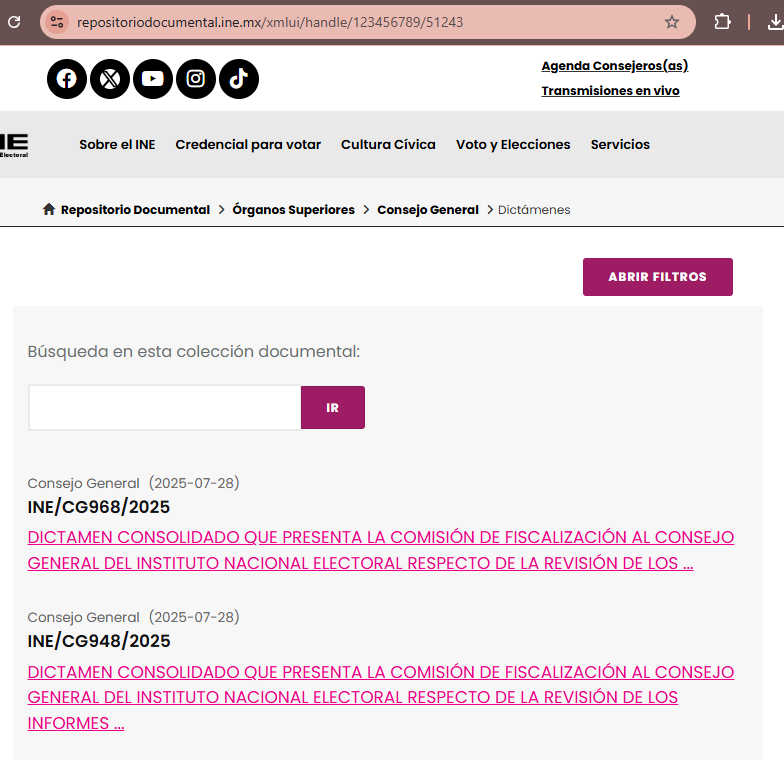 repositoriodocumental.ine.mx/xmlui/handle/123456789/51243
Agenda Consejeros(as)
Transmisiones en vivo
INE
Electoral
Sobre el INE Credencial para votar Cultura Cívica Voto y Elecciones Servicios
Repositorio Documental > Órganos Superiores > Consejo General > Dictámenes
ABRIR FILTROS
Búsqueda en esta colección documental:
IR
Consejo General (2025-07-28)
INE/CG968/2025
DICTAMEN CONSOLIDADO QUE PRESENTA LA COMISIÓN DE FISCALIZACIÓN AL CONSEJO
GENERAL DEL INSTITUTO NACIONAL ELECTORAL RESPECTO DE LA REVISIÓN DE LOS ...
Consejo General (2025-07-28)
INE/CG948/2025
DICTAMEN CONSOLIDADO QUE PRESENTA LA COMISIÓN DE FISCALIZACIÓN AL CONSEJO
GENERAL DEL INSTITUTO NACIONAL ELECTORAL RESPECTO DE LA REVISIÓN DE LOS
INFORMES ...